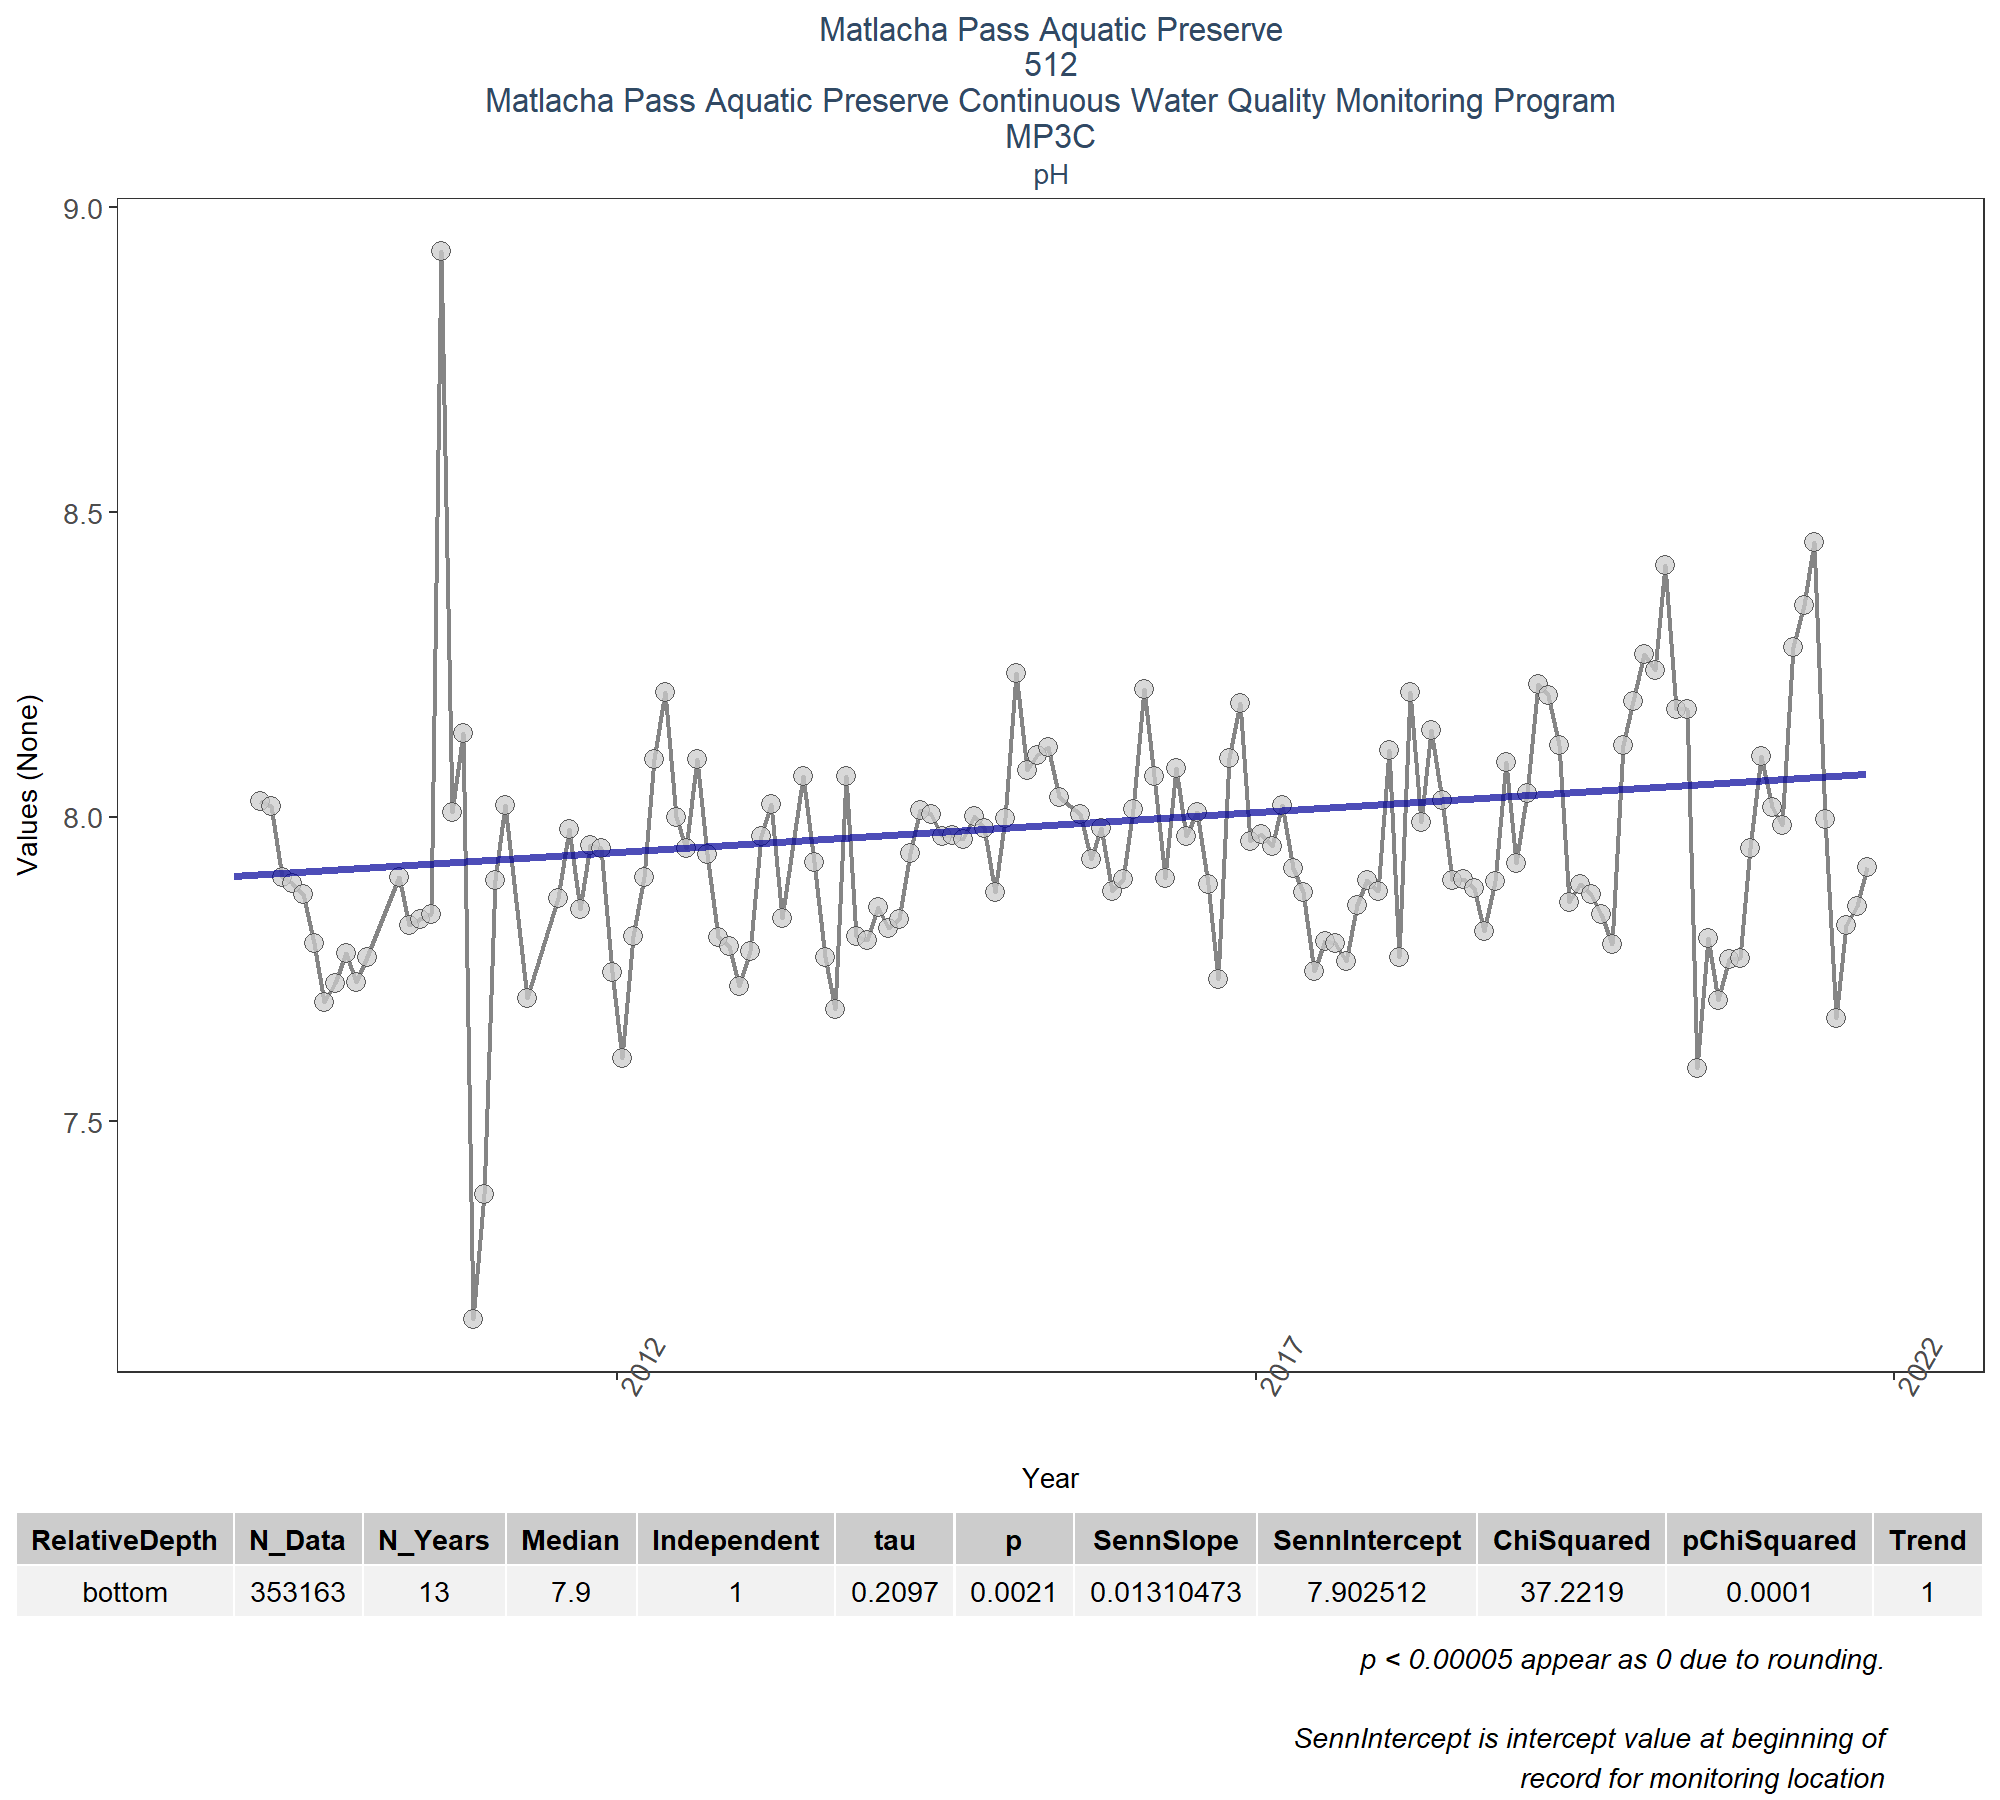 Matlacha Pass Aquatic Preserve
512
Matlacha Pass Aquatic Preserve Continuous Water Quality Monitoring Program
MP3C
pH
9.0
8.5
8.0
7.5
Values (None)
2012
2017
2022
Year
RelativeDepth N_Data N_Years Median Independent tau p SennSlope SennIntercept ChiSquared pChiSquared Trend
bottom 353163 13 7.9 1 0.2097 0.0021 0.01310473 7.902512 37.2219 0.0001 1
p < 0.00005 appear as 0 due to rounding.
SennIntercept is intercept value at beginning of
record for monitoring location